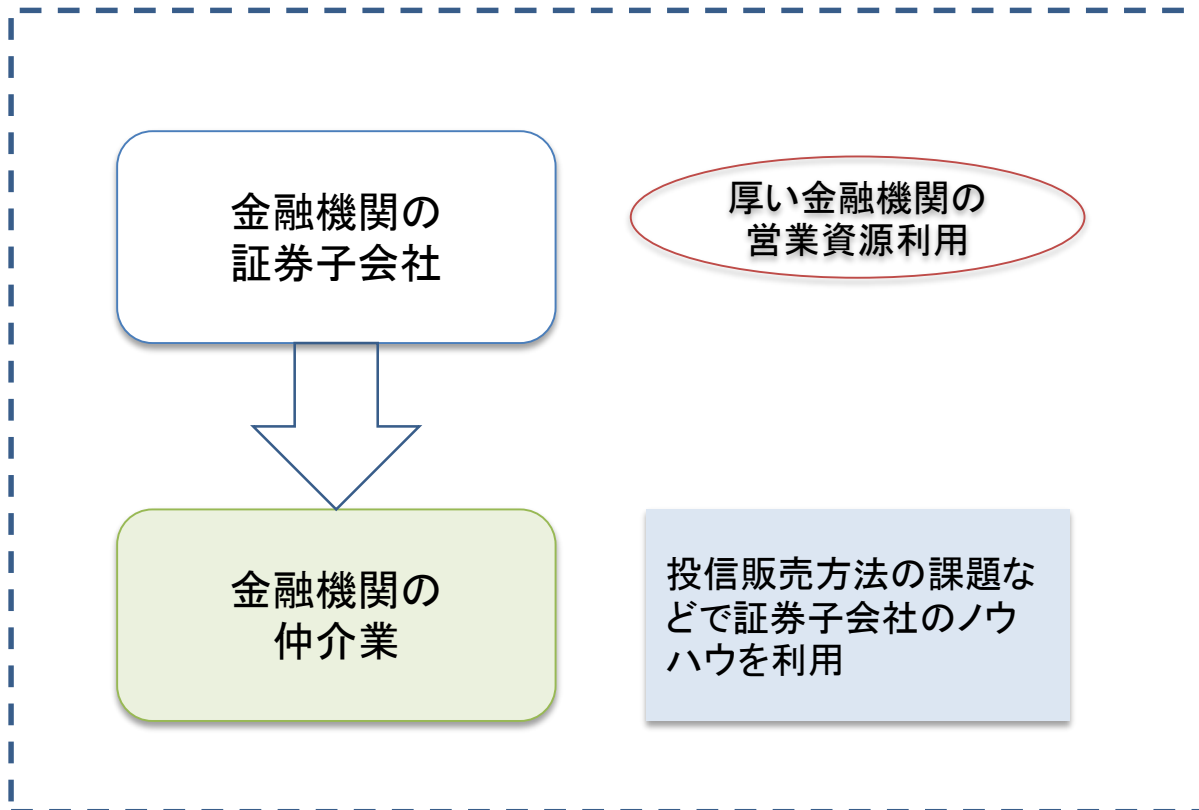 金融機関の
証券子会社
厚い金融機関の
営業資源利用
金融機関の
仲介業
投信販売方法の課題な
どで証券子会社のノウ
ハウを利用